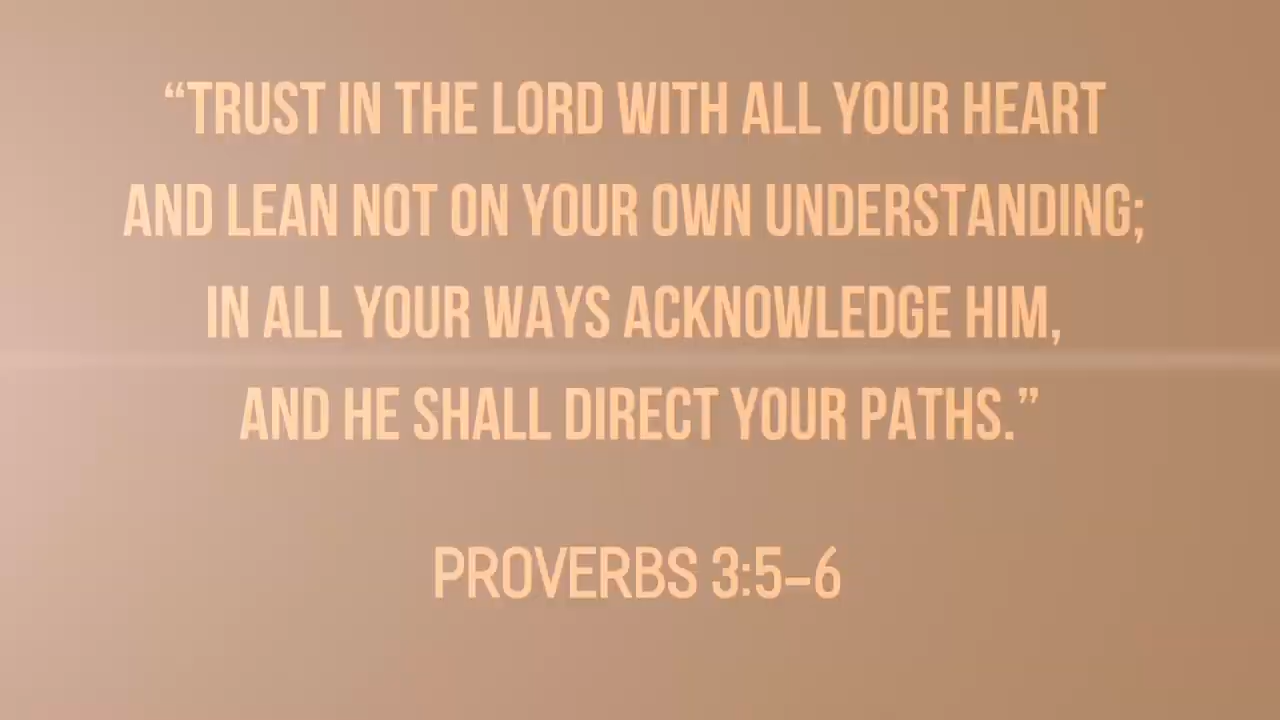 “TRUST IN THE LORD WITH ALL YOUR HEART
AND LEAN NOT ON YOUR OWN UNDERSTANDING;
IN ALL YOUR WAYS ACKNOWLEDGE HIM,
AND HE SHALL DIRECT YOUR PATHS.”
PROVERBS 3:5–6